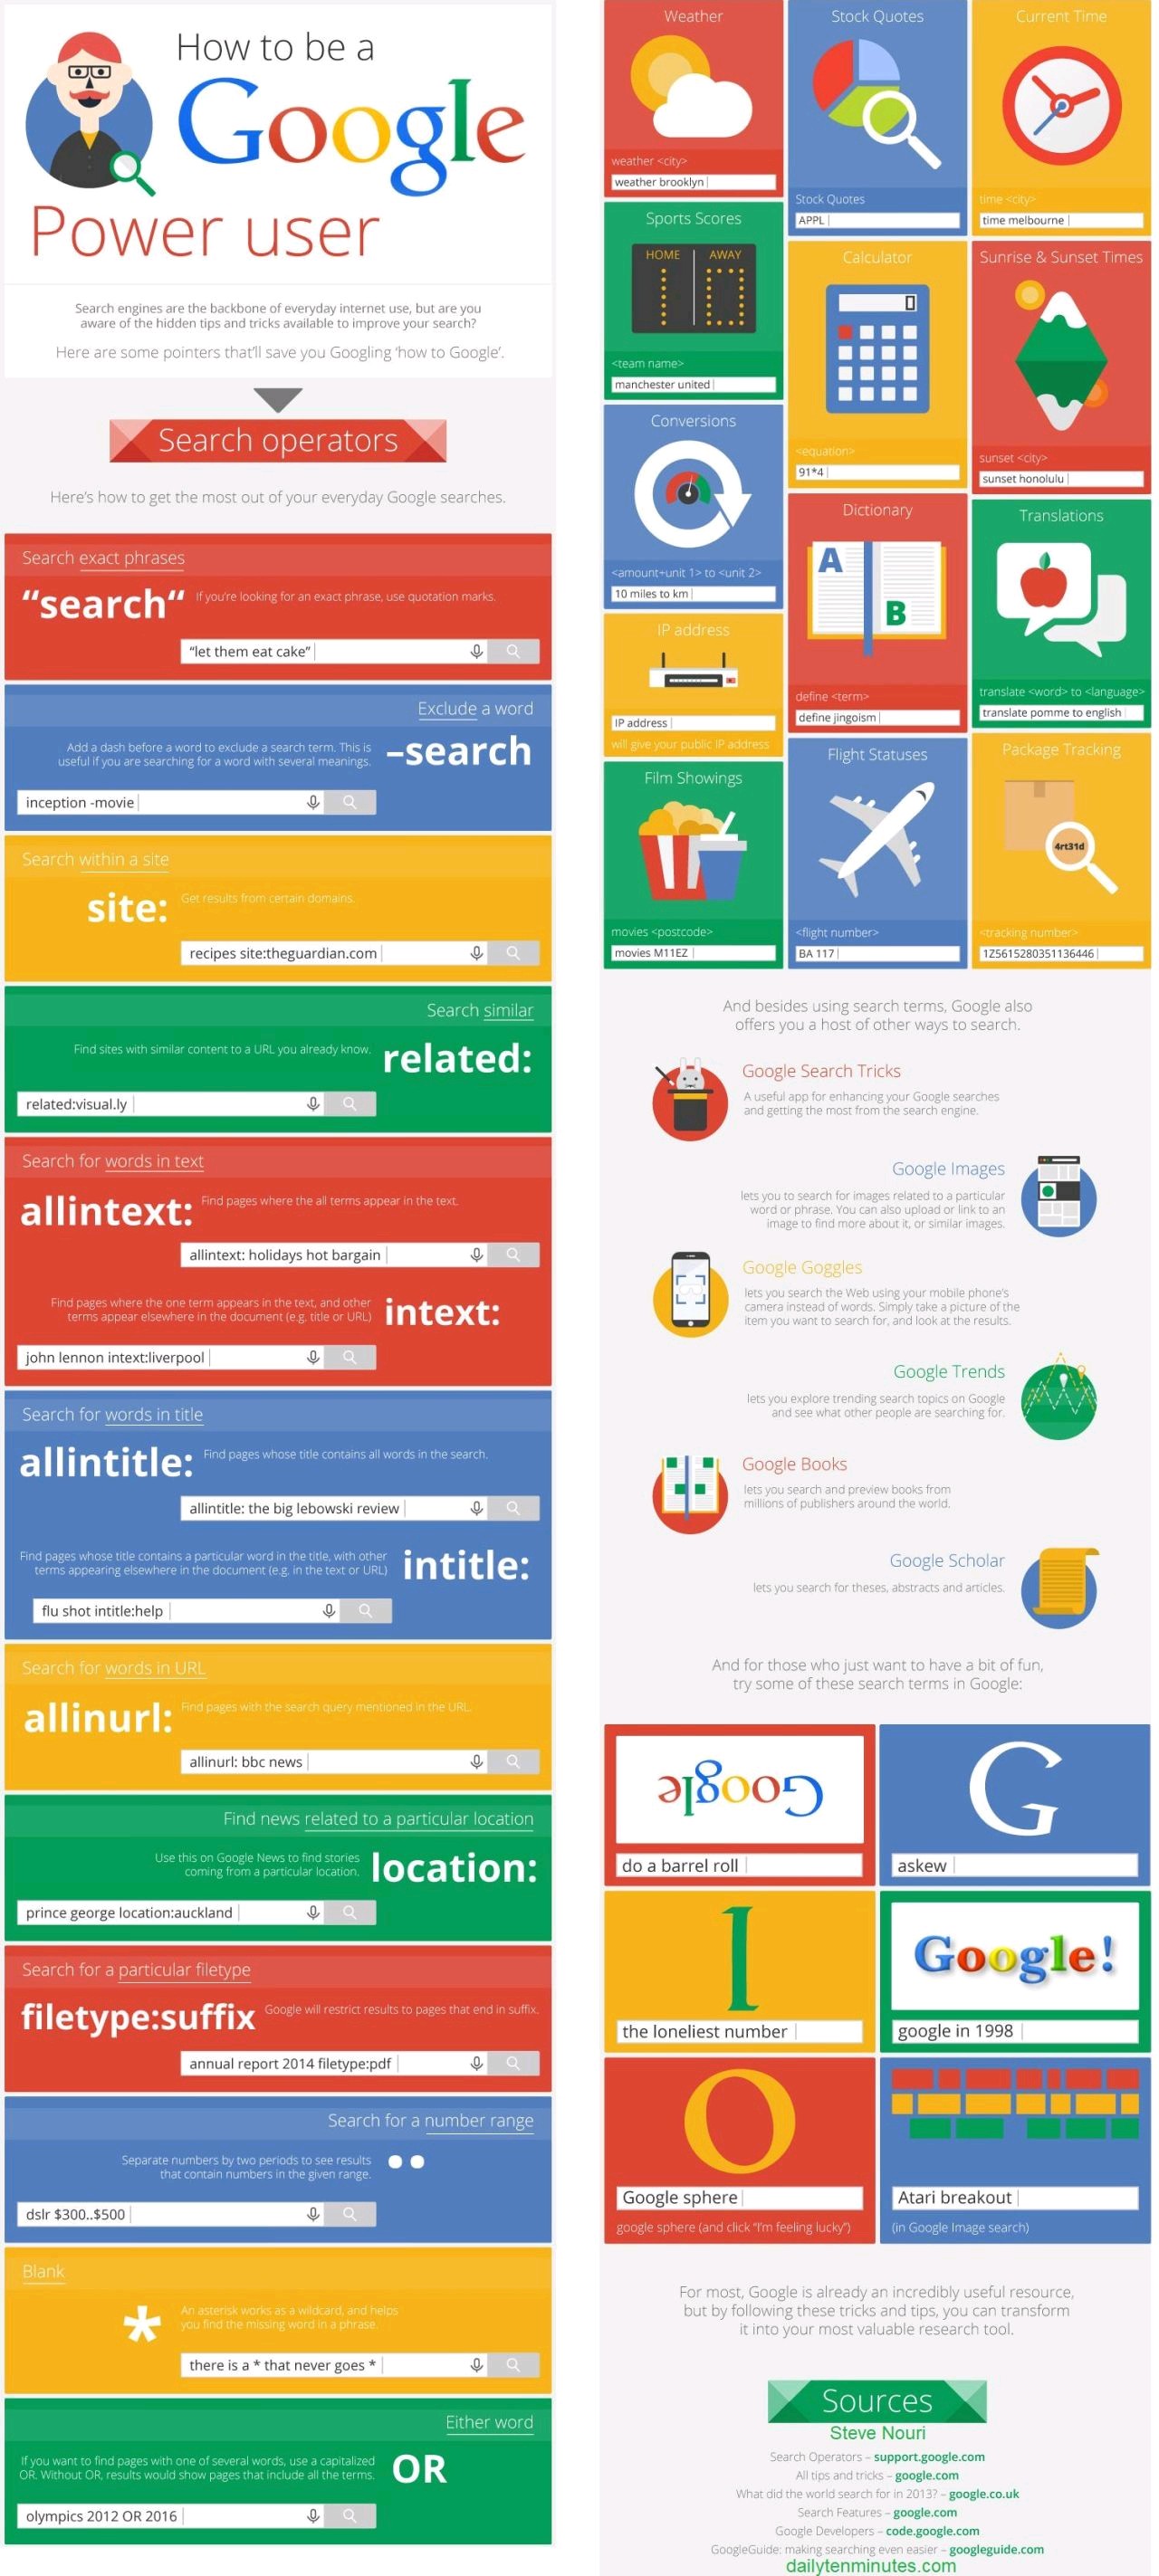 How to be a
Google
Power user
Search engines are the backbone of everyday internet use, but are you
aware of the hidden tips and tricks available to improve your search?
Here are some pointers that'll save you Googling 'how to Google'.
Search operators
Here's how to get the most out of your everyday Google searches.
Search exact phrases
“search“ If you're looking for an exact phrase, use quotation marks.
“let them eat cake”
Exclude a word
Add a dash before a word to exclude a search term. This is
useful if you are searching for a word with several meanings.
–search
inception -movie
Search within a site
site: Get results from certain domains.
recipes site:theguardian.com
Search similar
Find sites with similar content to a URL you already know. related:
related:visual.ly
Search for words in text
allintext: Find pages where the all terms appear in the text.
allintext: holidays hot bargain
Find pages where the one term appears in the text, and other
terms appear elsewhere in the document (e.g. title or URL)
intext:
john lennon intext:liverpool
Search for words in title
allintitle: Find pages whose title contains all words in the search.
allintitle: the big lebowski review
Find pages whose title contains a particular word in the title, with other
terms appearing elsewhere in the document (e.g. in the text or URL)
intitle:
flu shot intitle:help
Search for words in URL
allinurl: Find pages with the search query mentioned in the URL.
allinurl: bbc news
Find news related to a particular location
Use this on Google News to find stories
coming from a particular location.
location:
prince george location:auckland
Search for a particular filetype
filetype:suffix Google will restrict results to pages that end in suffix.
annual report 2014 filetype:pdf
Search for a number range
Separate numbers by two periods to see results
that contain numbers in the given range.
..
dslr $300..$500
Blank
*
An asterisk works as a wildcard, and helps
you find the missing word in a phrase.
there is a * that never goes *
Either word
If you want to find pages with one of several words, use a capitalized
OR. Without OR, results would show pages that include all the terms.
OR
olympics 2012 OR 2016
Weather
weather <city>
weather brooklyn
Stock Quotes
Stock Quotes
APPL
Current Time
time <city>
time melbourne
Sports Scores
HOME AWAY
1 0
<team name>
manchester united
Calculator
0
<equation>
91*4
Sunrise & Sunset Times
sunset <city>
sunset honolulu
Conversions
<amount+unit 1> to <unit 2>
10 miles to km
Dictionary
A
B
define <term>
define jingoism
Translations
translate <word> to <language>
translate pomme to english
IP address
IP address
will give your public IP address
Film Showings
movies <postcode>
movies M11EZ
Flight Statuses
<flight number>
BA 117
Package Tracking
4rt31d
<tracking number>
1Z5615280351136446
And besides using search terms, Google also
offers you a host of other ways to search.
Google Search Tricks
A useful app for enhancing your Google searches
and getting the most from the search engine.
Google Images
lets you to search for images related to a particular
word or phrase. You can also upload or link to an
image to find more about it, or similar images.
Google Goggles
lets you search the Web using your mobile phone's
camera instead of words. Simply take a picture of the
item you want to search for, and look at the results.
Google Trends
lets you explore trending search topics on Google
and see what other people are searching for.
Google Books
lets you search and preview books from
millions of publishers around the world.
Google Scholar
lets you search for theses, abstracts and articles.
And for those who just want to have a bit of fun,
try some of these search terms in Google:
Google
do a barrel roll
G
askew
1
the loneliest number
Google!
google in 1998
O
Google sphere
google sphere (and click “I'm feeling lucky”)
Atari breakout
(in Google Image search)
For most, Google is already an incredibly useful resource,
but by following these tricks and tips, you can transform
it into your most valuable research tool.
Sources
Steve Nouri
Search Operators – support.google.com
All tips and tricks – google.com
What did the world search for in 2013? – google.co.uk
Search Features – google.com
Google Developers – code.google.com
GoogleGuide: making searching even easier – googleguide.com
dailytenminutes.com